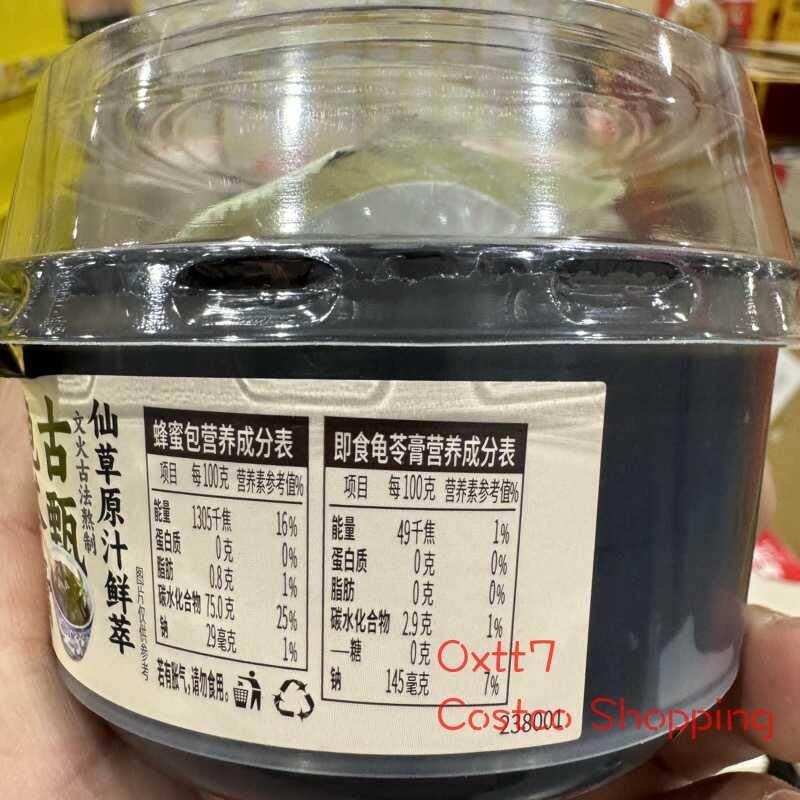 仙草原汁鲜萃
文火古法熬制
古甄
图片仅供参考
蜂蜜包营养成分表
项目 每100克 营养素参考值%
能量 1305千焦 16%
蛋白质 0克 0%
脂肪 0.8克 1%
碳水化合物 75.0克 25%
钠 29毫克 1%
若有胀气,请勿食用。
即食龟苓膏营养成分表
项目 每100克 营养素参考值%
能量 49千焦 1%
蛋白质 0克 0%
脂肪 0克 0%
碳水化合物 2.9克 1%
—糖 0克
钠 145毫克 7%
238001
Oxtt7
Costco Shopping